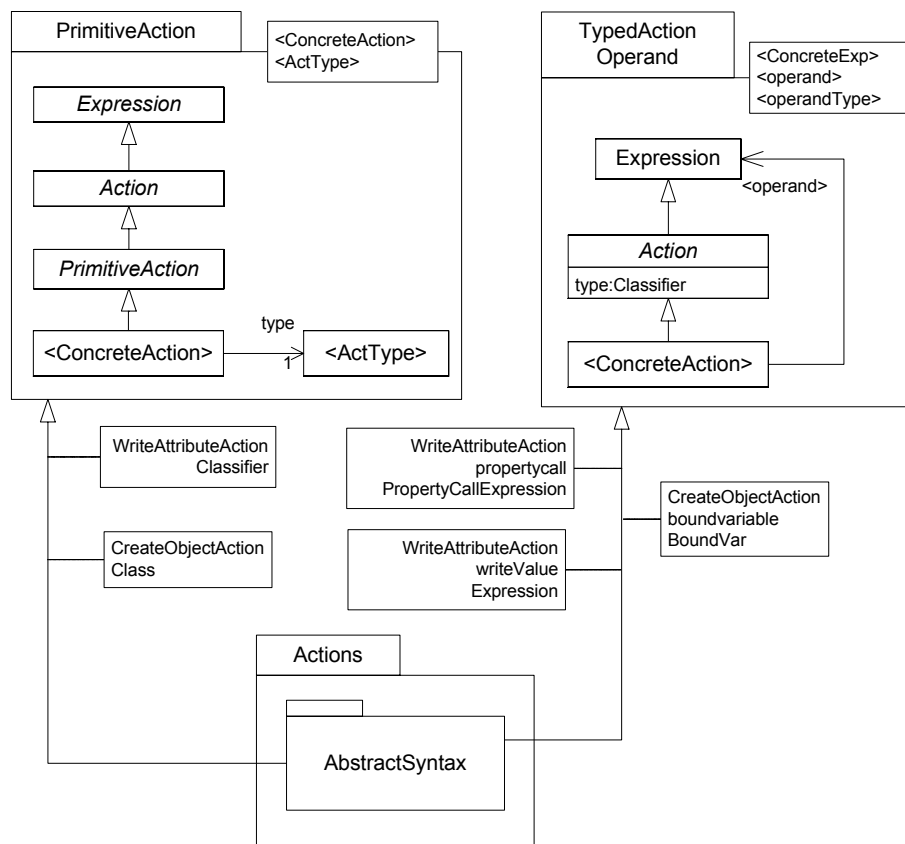 PrimitiveAction
<ConcreteAction>
<ActType>
Expression
Action
PrimitiveAction
<ConcreteAction>
type
1
<ActType>
TypedAction
Operand
<ConcreteExp>
<operand>
<operandType>
Expression
<operand>
Action
type:Classifier
<ConcreteAction>
WriteAttributeAction
Classifier
CreateObjectAction
Class
WriteAttributeAction
propertycall
PropertyCallExpression
WriteAttributeAction
writeValue
Expression
CreateObjectAction
boundvariable
BoundVar
Actions
AbstractSyntax